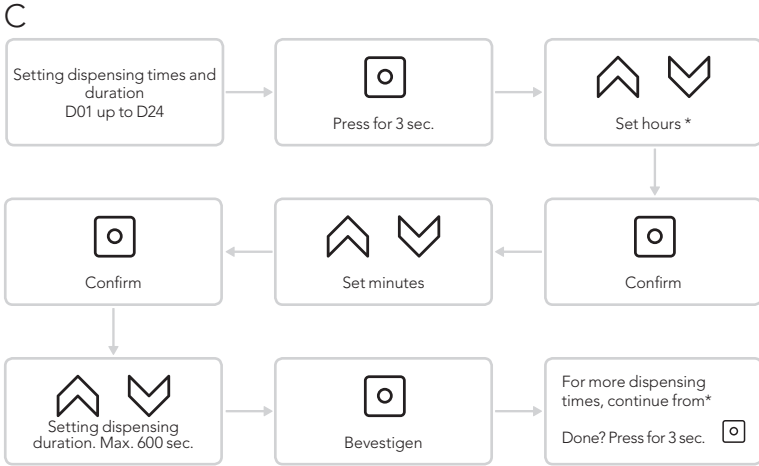 C
Setting dispensing times and
duration
D01 up to D24
Press for 3 sec.
Set hours *
Confirm
Set minutes
Confirm
Setting dispensing
duration. Max. 600 sec.
Bevestigen
For more dispensing
times, continue from*
Done? Press for 3 sec.